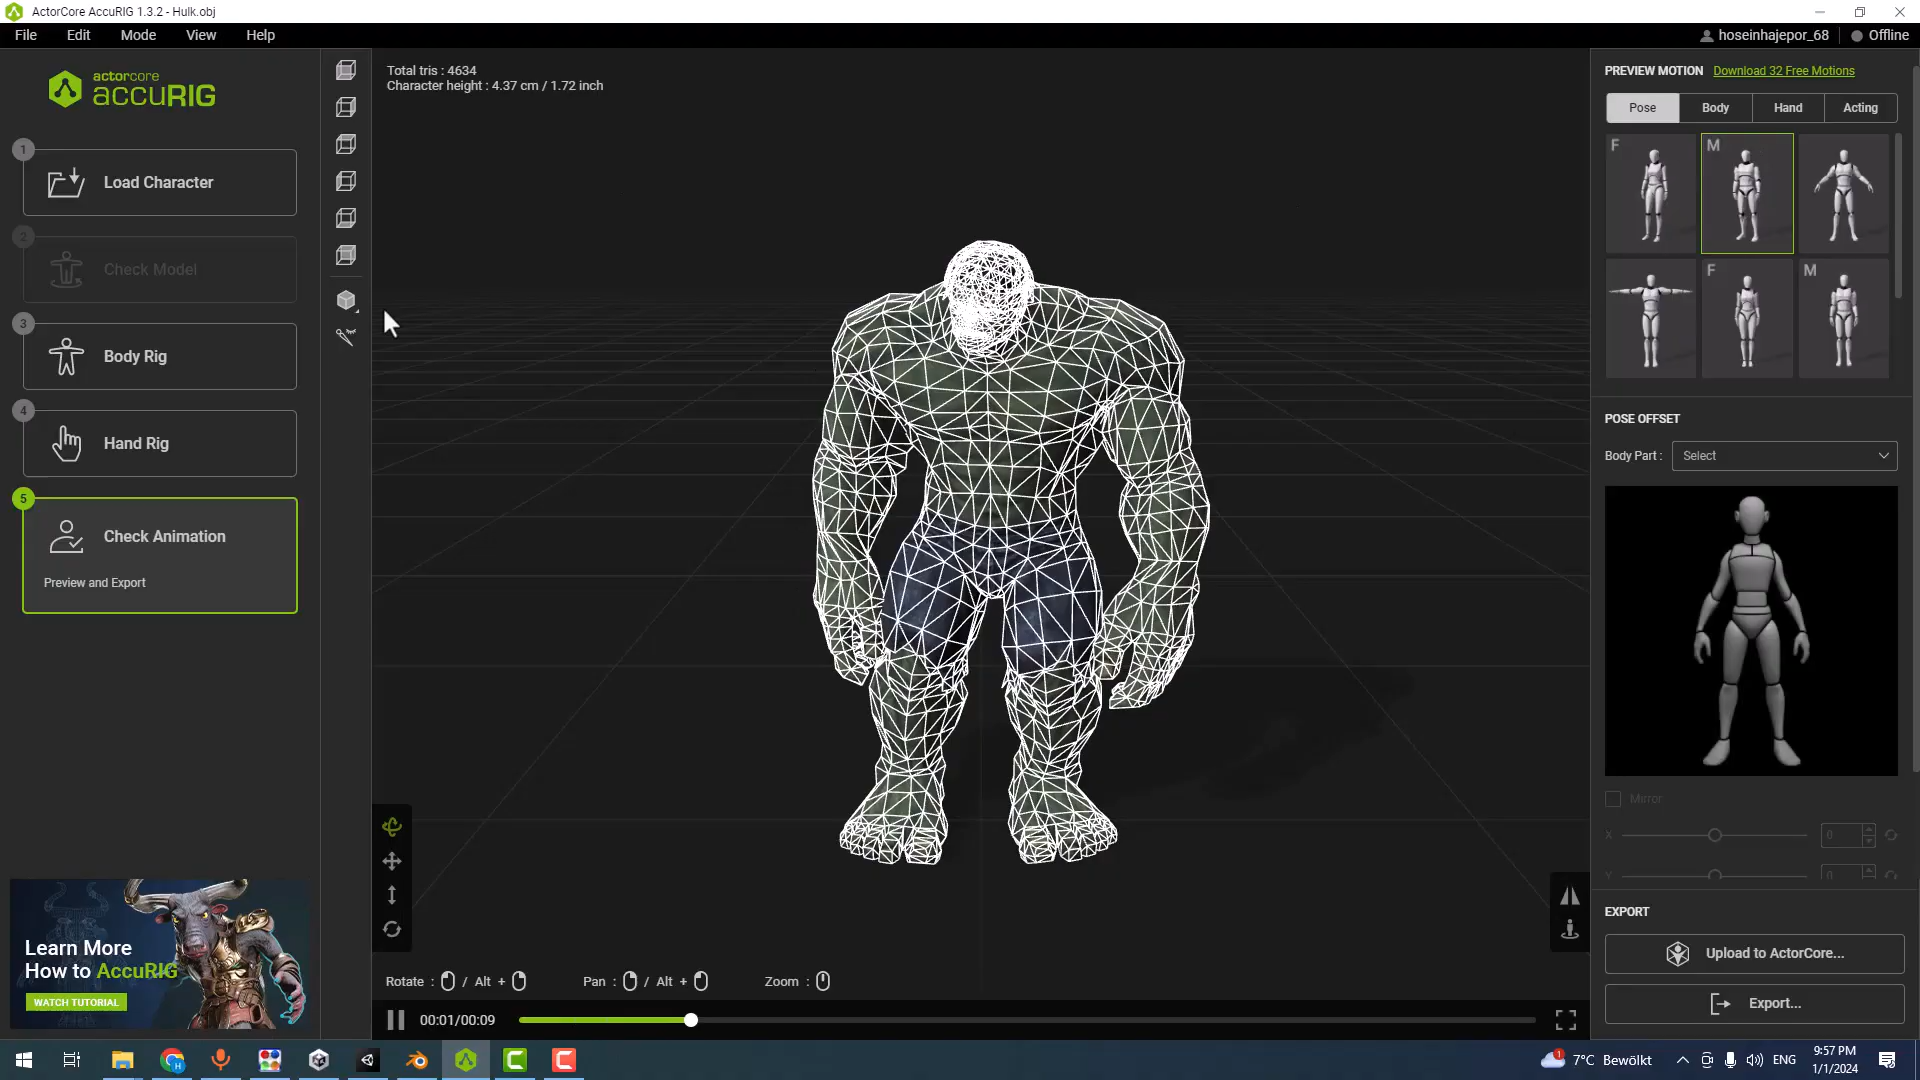 ActorCore AccuRIG 1.3.2 - Hulk.obj
File Edit Mode View Help
hoseinhajepor_68 Offline
actorcore
accuRIG
1
Load Character
2
Check Model
3
Body Rig
4
Hand Rig
5
Check Animation
Preview and Export
Learn More
How to AccuRIG
WATCH TUTORIAL
Total tris : 4634
Character height : 4.37 cm / 1.72 inch
Rotate : / Alt + Pan : / Alt + Zoom :
00:01/00:09
PREVIEW MOTION Download 32 Free Motions
Pose Body Hand Acting
F M
F M
POSE OFFSET
Body Part : Select
Mirror
X 0
Y 0
EXPORT
Upload to ActorCore...
Export...
1 7°C Bewölkt ENG
9:57 PM
1/1/2024